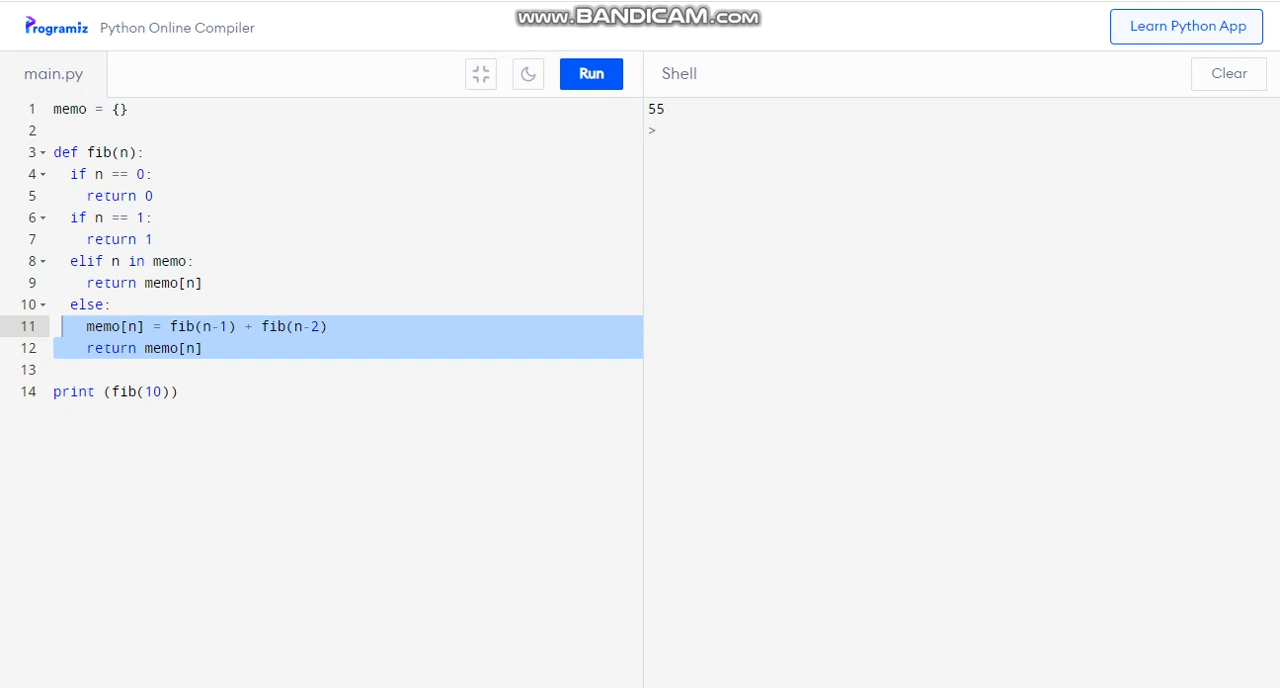 www.BANDICAM.com
Programiz Python Online Compiler
Learn Python App
main.py
Run
Shell
Clear
1 memo = {}
2
3 def fib(n):
4 if n == 0:
5 return 0
6 if n == 1:
7 return 1
8 elif n in memo:
9 return memo[n]
10 else:
11 memo[n] = fib(n-1) + fib(n-2)
12 return memo[n]
13
14 print (fib(10))
55
>